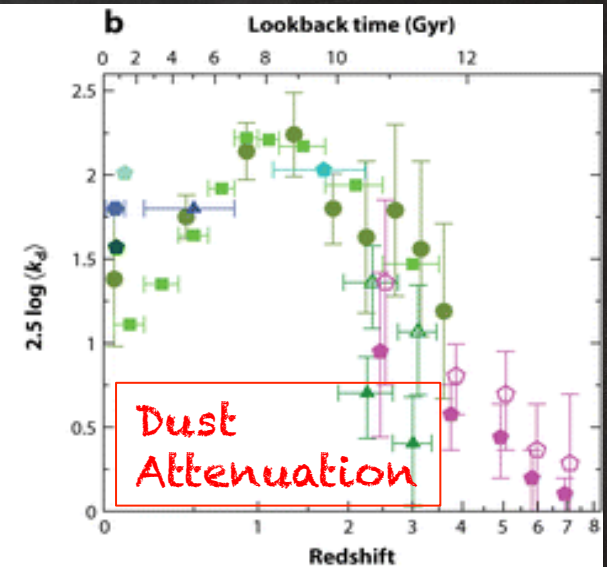 b
Lookback time (Gyr)
0 2 4 6 8 10 12
2.5
2
1.5
1
0.5
0
2.5 log ⟨k_d⟩
Dust
Attenuation
0 1 2 3 4 5 6 7 8
Redshift